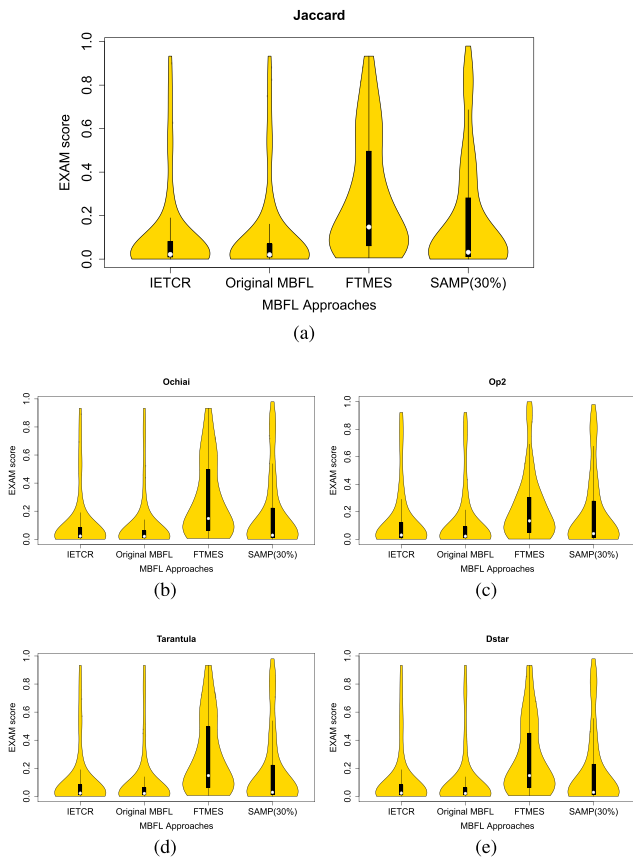 Jaccard
EXAM score
0.0 0.2 0.4 0.6 0.8 1.0
IETCR Original MBFL FTMES SAMP(30%)
MBFL Approaches
(a)
Ochiai
EXAM score
0.0 0.2 0.4 0.6 0.8 1.0
IETCR Original MBFL FTMES SAMP(30%)
MBFL Approaches
(b)
Op2
EXAM score
0.0 0.2 0.4 0.6 0.8 1.0
IETCR Original MBFL FTMES SAMP(30%)
MBFL Approaches
(c)
Tarantula
EXAM score
0.0 0.2 0.4 0.6 0.8 1.0
IETCR Original MBFL FTMES SAMP(30%)
MBFL Approaches
(d)
Dstar
EXAM score
0.0 0.2 0.4 0.6 0.8 1.0
IETCR Original MBFL FTMES SAMP(30%)
MBFL Approaches
(e)